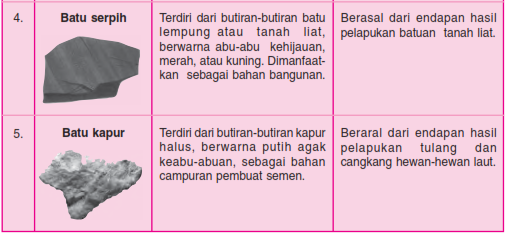 4.
Batu serpih
Terdiri dari butiran-butiran batu
lempung atau tanah liat,
berwarna abu-abu kehijauan,
merah, atau kuning. Dimanfaat-
kan sebagai bahan bangunan.
Berasal dari endapan hasil
pelapukan batuan tanah liat.
5.
Batu kapur
Terdiri dari butiran-butiran kapur
halus, berwarna putih agak
keabu-abuan, sebagai bahan
campuran pembuat semen.
Beraral dari endapan hasil
pelapukan tulang dan
cangkang hewan-hewan laut.